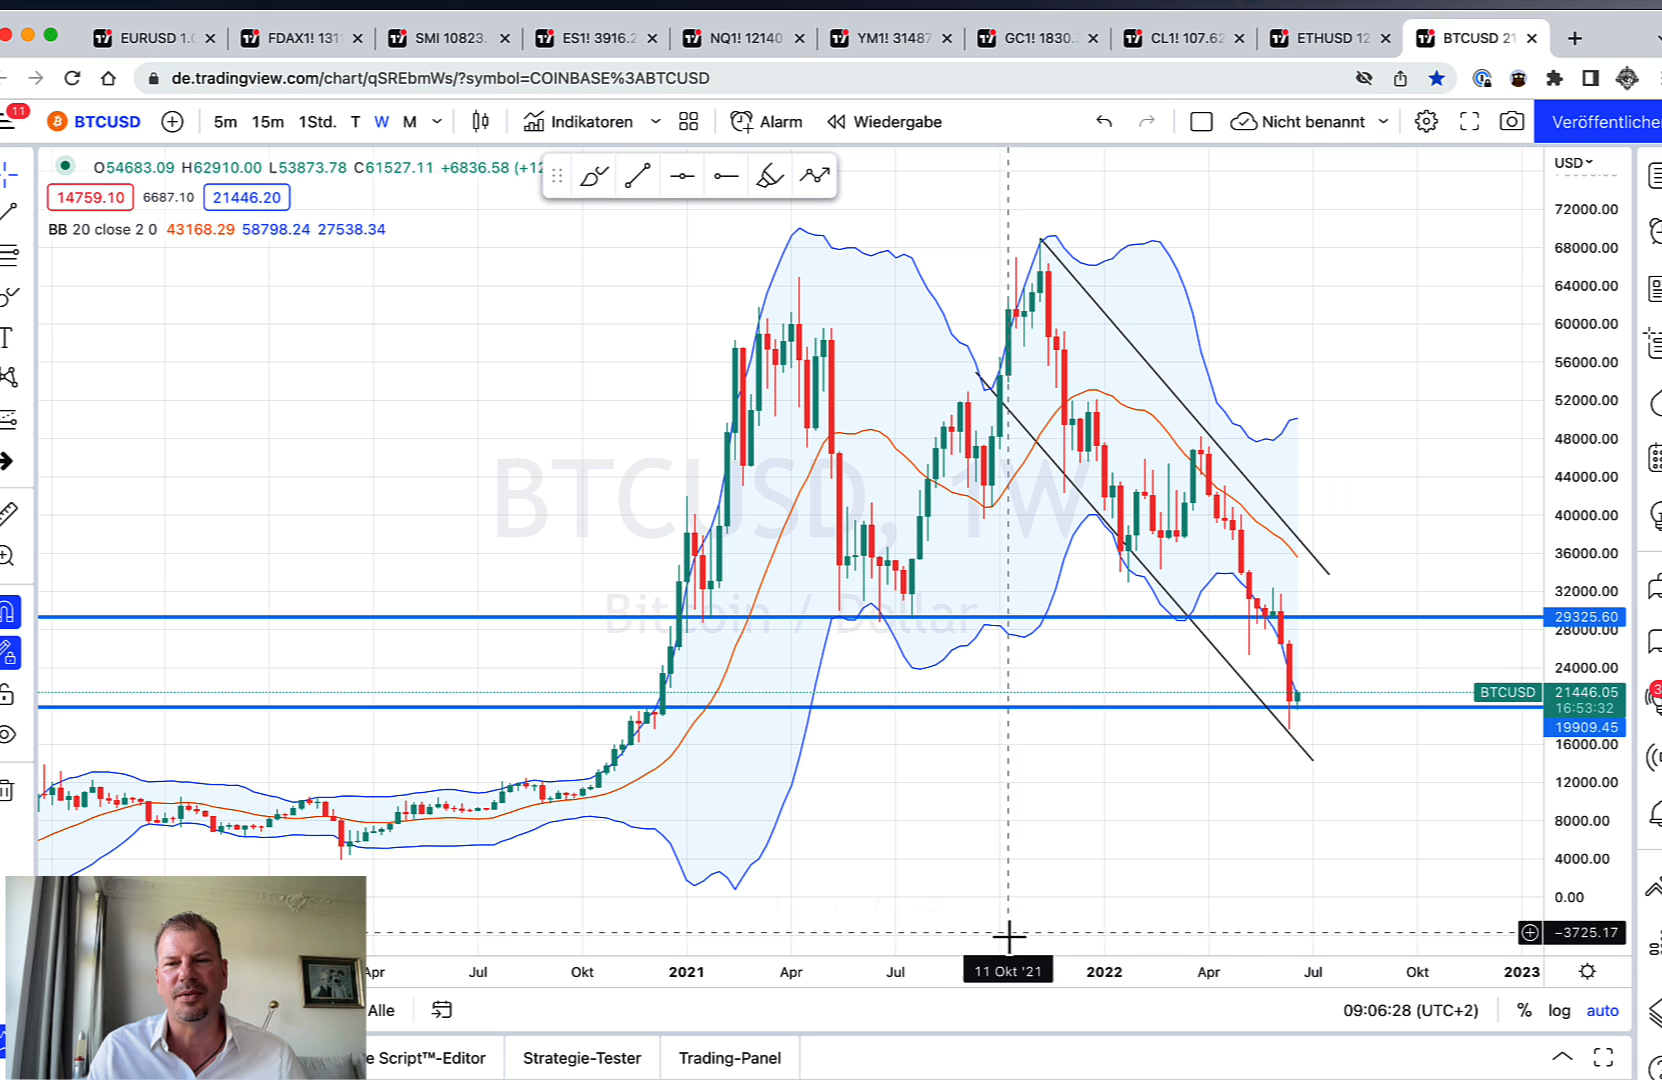 EURUSD 1.0
FDAX1! 131
SMI 10823.
ES1! 3916.2
NQ1! 12140
YM1! 31487
GC1! 1830.
CL1! 107.62
ETHUSD 12
BTCUSD 21
de.tradingview.com/chart/qSREbmWs/?symbol=COINBASE%3ABTCUSD
11
BTCUSD
5m 15m 1Std. T W M
Indikatoren
Alarm
Wiedergabe
Nicht benannt
Veröffentliche
O54683.09 H62910.00 L53873.78 C61527.11 +6836.58 (+12
14759.10 6687.10 21446.20
BB 20 close 2 0 43168.29 58798.24 27538.34
USD
72000.00
68000.00
64000.00
60000.00
56000.00
52000.00
48000.00
44000.00
40000.00
36000.00
32000.00
29325.60
28000.00
24000.00
BTCUSD 21446.05
16:53:32
19909.45
16000.00
12000.00
8000.00
4000.00
0.00
−3725.17
BTCUSD, 1W
Bitcoin / Dollar
Apr Jul Okt 2021 Apr Jul 11 Okt '21 2022 Apr Jul Okt 2023
Alle
09:06:28 (UTC+2) % log auto
e Script™-Editor Strategie-Tester Trading-Panel